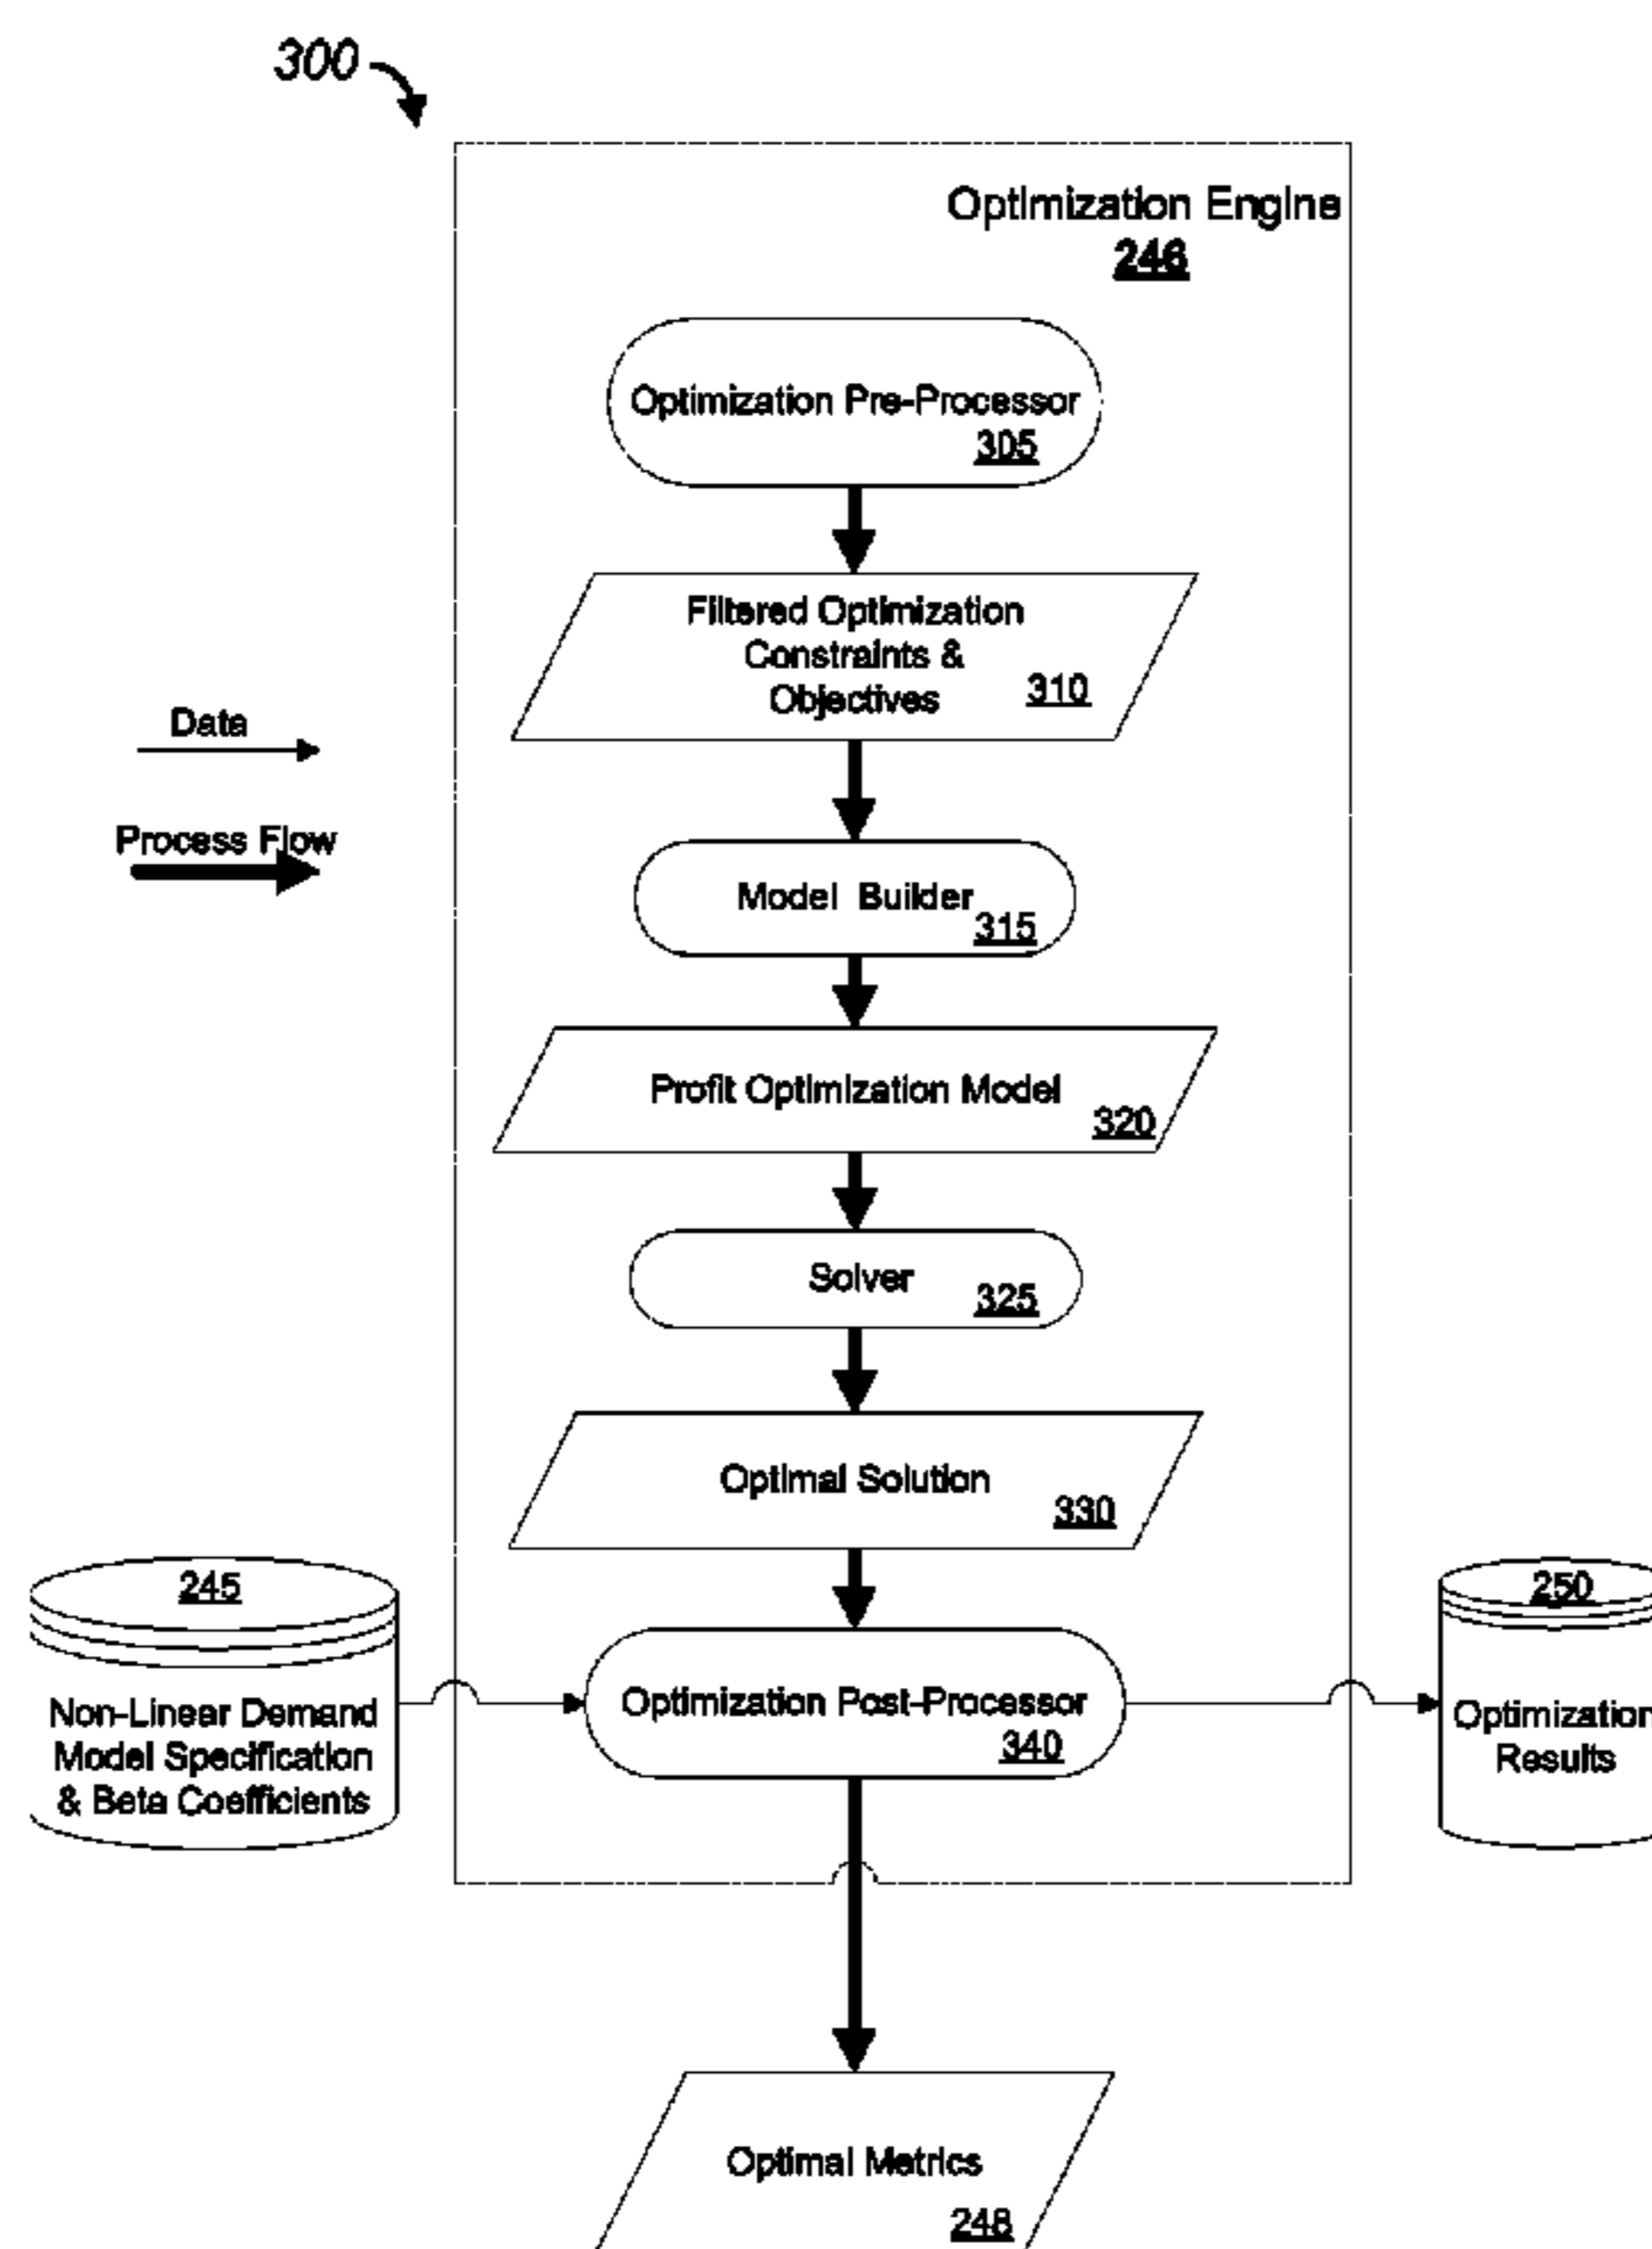 300
Optimization Engine
246
Optimization Pre-Processor
305
Filtered Optimization
Constraints &
Objectives
310
Data
Process Flow
Model Builder
315
Profit Optimization Model
320
Solver
325
Optimal Solution
330
245
Non-Linear Demand
Model Specification
& Beta Coefficients
Optimization Post-Processor
340
250
Optimization
Results
Optimal Metrics
248